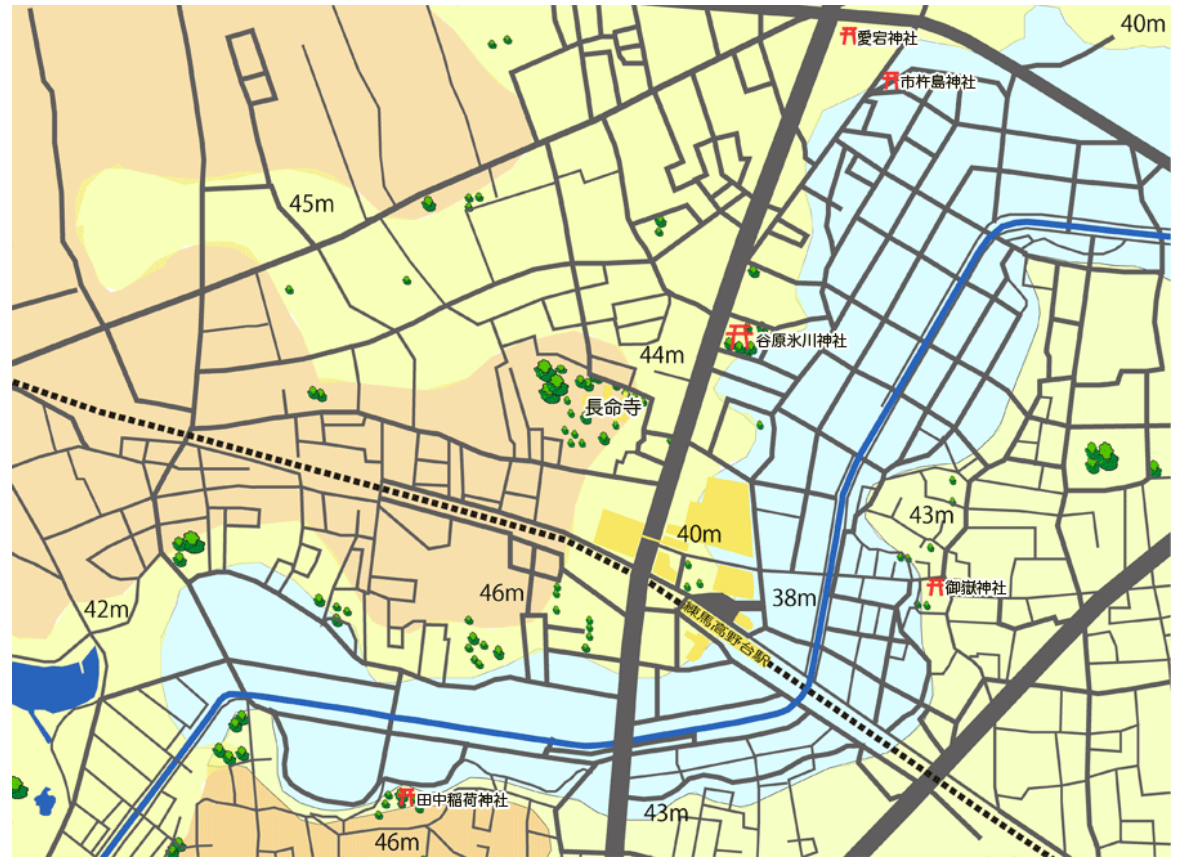 40m
愛宕神社
市杵島神社
45m
谷原氷川神社
44m
長命寺
43m
40m
御嶽神社
46m
38m
42m
練馬高野台駅
田中稲荷神社
43m
46m